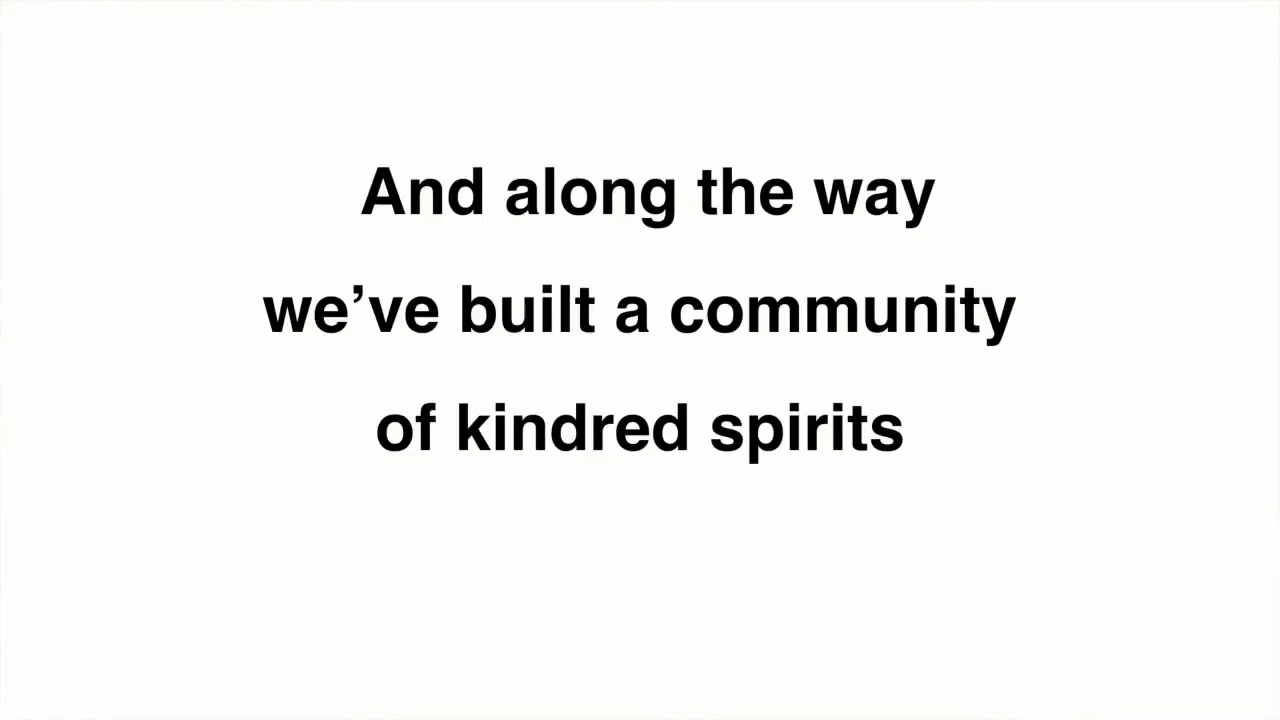 And along the way
we’ve built a community
of kindred spirits